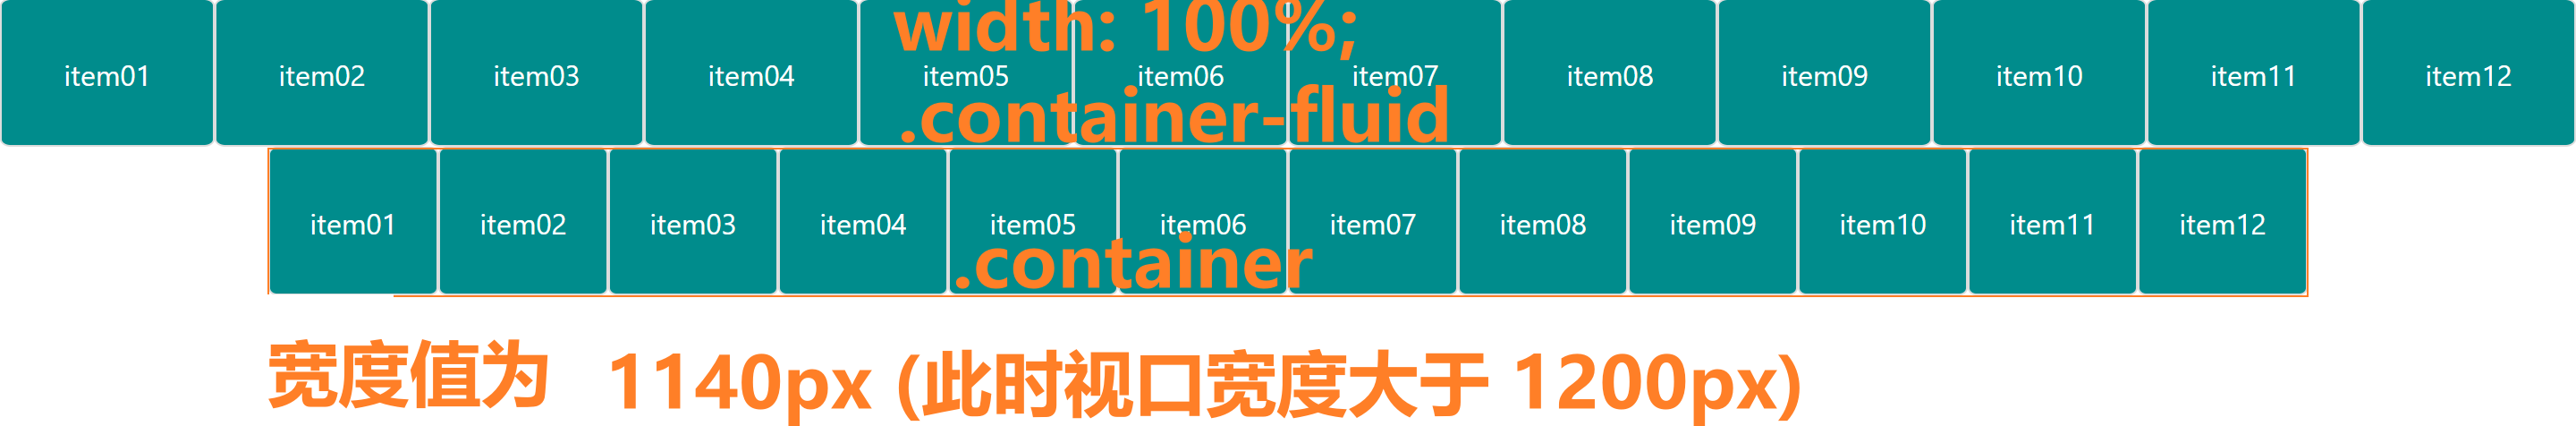 width: 100%;
item01 item02 item03 item04 item05 item06 item07 item08 item09 item10 item11 item12
.container-fluid
item01 item02 item03 item04 item05 item06 item07 item08 item09 item10 item11 item12
.container
宽度值为 1140px (此时视口宽度大于 1200px)